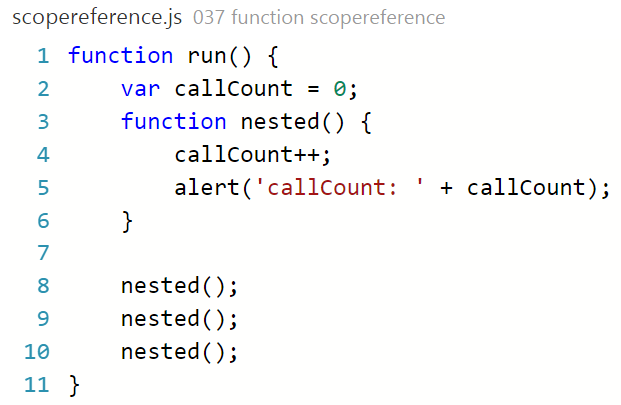 scopereference.js 037 function scopereference
1 function run() {
2     var callCount = 0;
3     function nested() {
4         callCount++;
5         alert('callCount: ' + callCount);
6     }
7
8     nested();
9     nested();
10     nested();
11 }